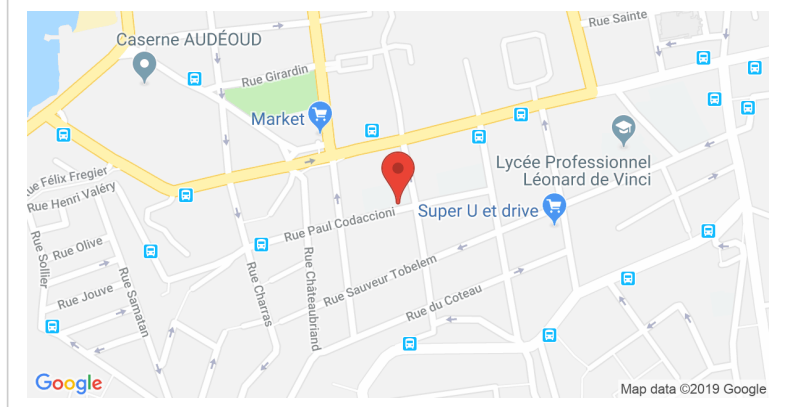 Rue Sainte
Caserne AUDÉOUD
Rue Girardin
Market
Lycée Professionnel
Léonard de Vinci
ue Félix Fregier
Rue Henri Valéry
Super U et drive
Rue Paul Codaccioni
Rue Olive
Rue Sollier
Rue Jouve
Rue Samatan
Rue Charras
Rue Châteaubriand
Rue Sauveur Tobelem
Rue du Coteau
Google
Map data ©2019 Google